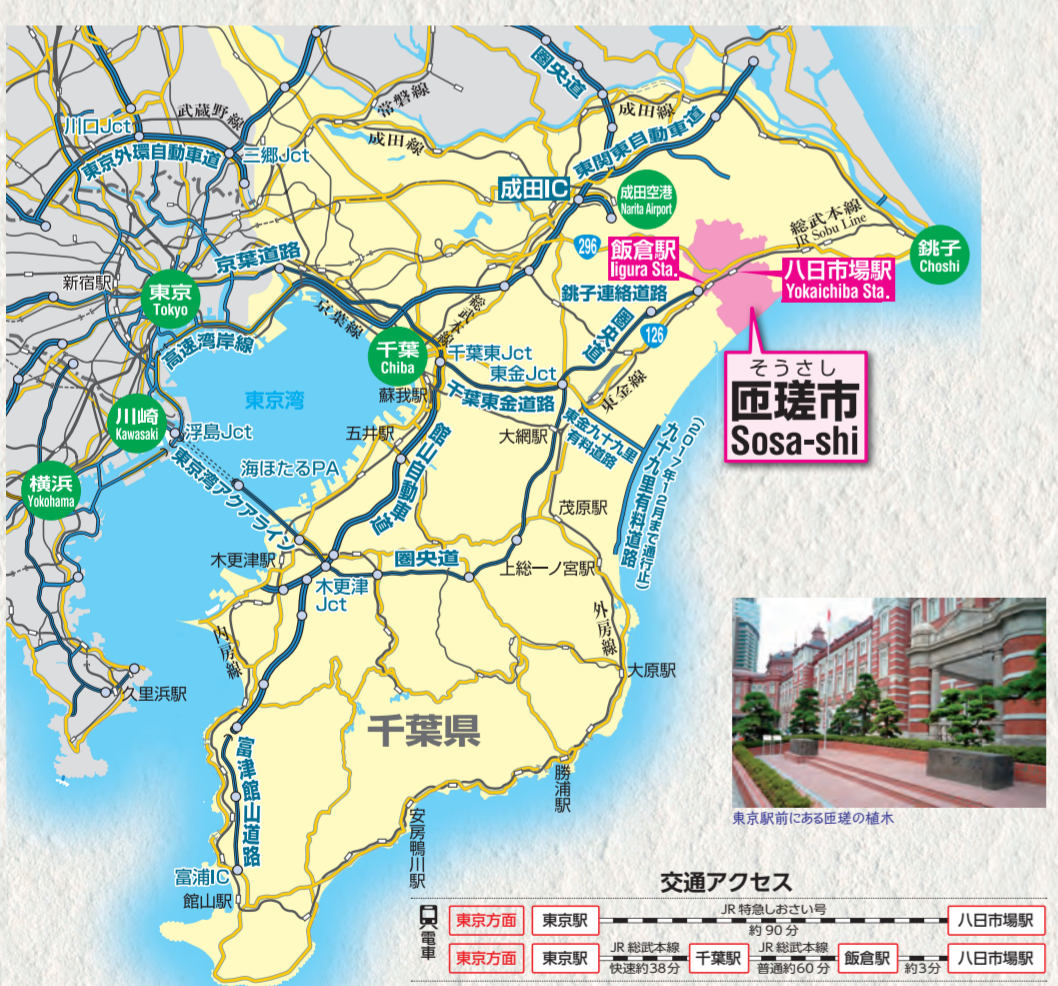 圏央道
常磐線
成田線
武蔵野線
川口Jct
成田線
東関東自動車道
東京外環自動車道
三郷Jct
成田IC
成田空港
Narita Airport
総武本線
JR Sobu Line
銚子
Choshi
296
飯倉駅
Iigura Sta.
八日市場駅
Yokaichiba Sta.
京葉道路
新宿駅
東京
Tokyo
銚子連絡道路
京葉線
総武本線
圏央道
126
高速湾岸線
千葉
Chiba
千葉東Jct
東金Jct
東金線
そうさし
匝瑳市
Sosa-shi
蘇我駅
千葉東金道路
東京湾
川崎
Kawasaki
浮島Jct
五井駅
館山自動車道
大網駅
東金九十九里
有料道路
九十九里有料道路
(2017年12月まで通行止)
海ほたるPA
横浜
Yokohama
東京湾アクアライン
茂原駅
木更津駅
圏央道
上総一ノ宮駅
木更津
Jct
内房線
外房線
大原駅
久里浜駅
千葉県
富津館山道路
勝浦駅
安房鴨川駅
富浦IC
館山駅
東京駅前にある匝瑳の植木
交通アクセス
電車
東京方面 東京駅 JR 特急しおさい号 約90分 八日市場駅
東京方面 東京駅 JR 総武本線 快速約38分 千葉駅 JR 総武本線 普通約60分 飯倉駅 約3分 八日市場駅